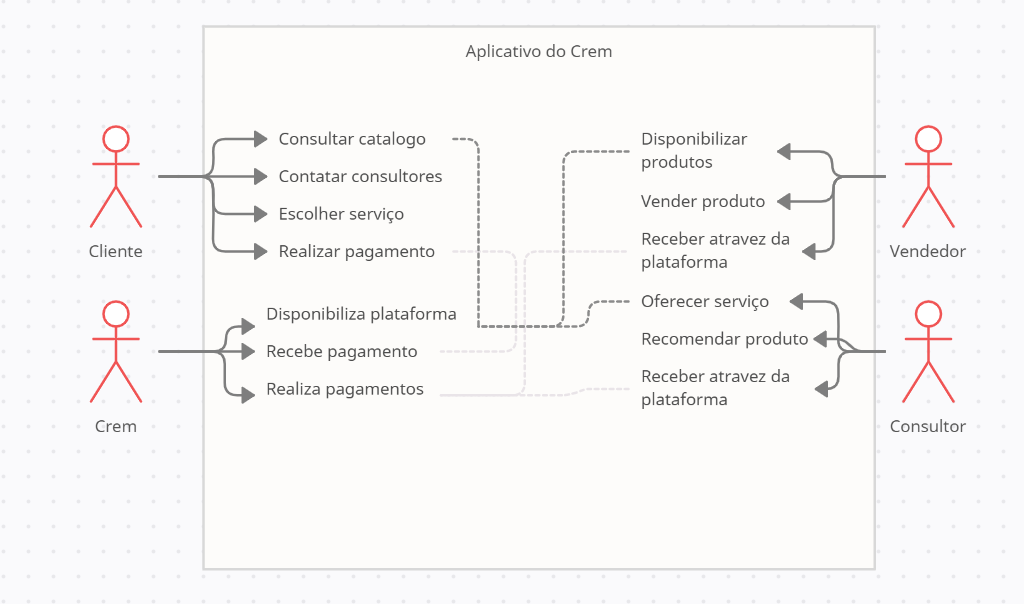 Aplicativo do Crem
Cliente
Consultar catalogo
Contatar consultores
Escolher serviço
Realizar pagamento
Crem
Disponibiliza plataforma
Recebe pagamento
Realiza pagamentos
Disponibilizar
produtos
Vender produto
Receber atravez da
plataforma
Vendedor
Oferecer serviço
Recomendar produto
Receber atravez da
plataforma
Consultor